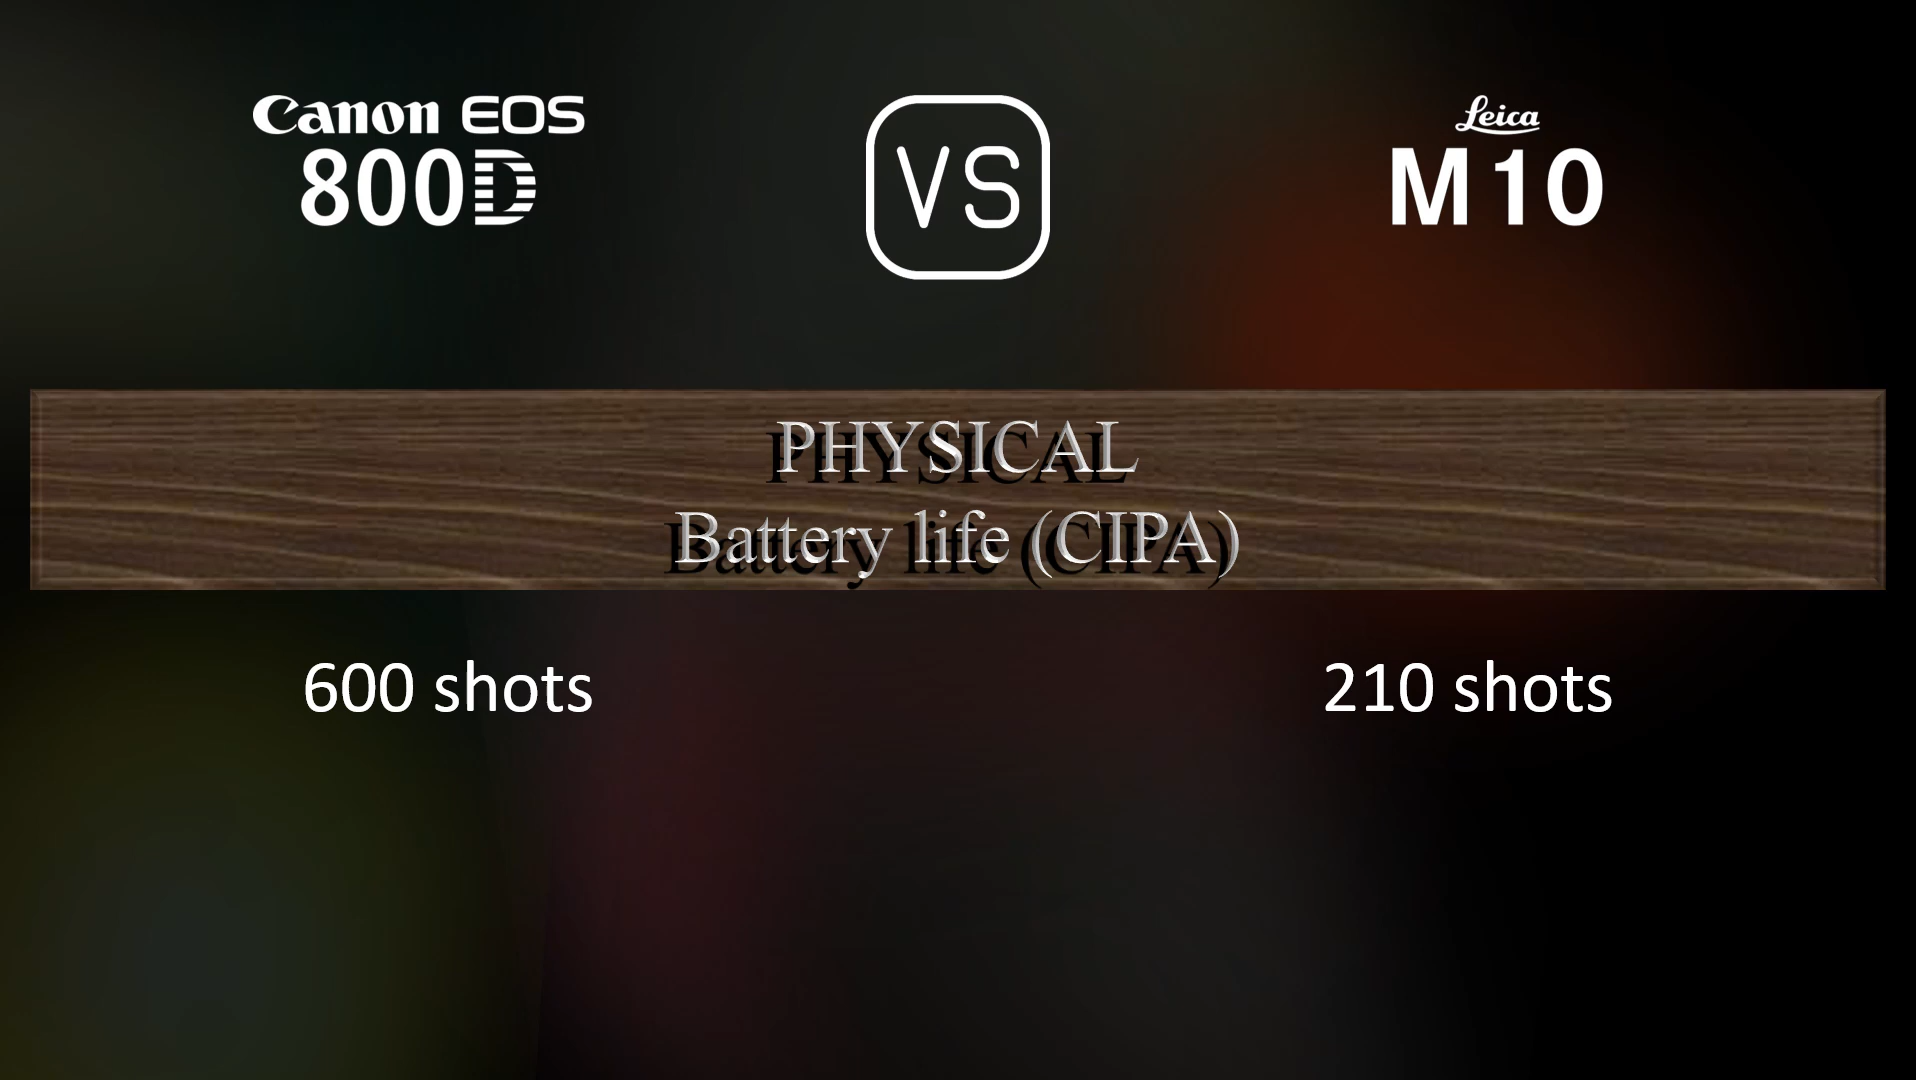 Canon EOS
800D
VS
Leica
M10
PHYSICAL
Battery life (CIPA)
600 shots
210 shots